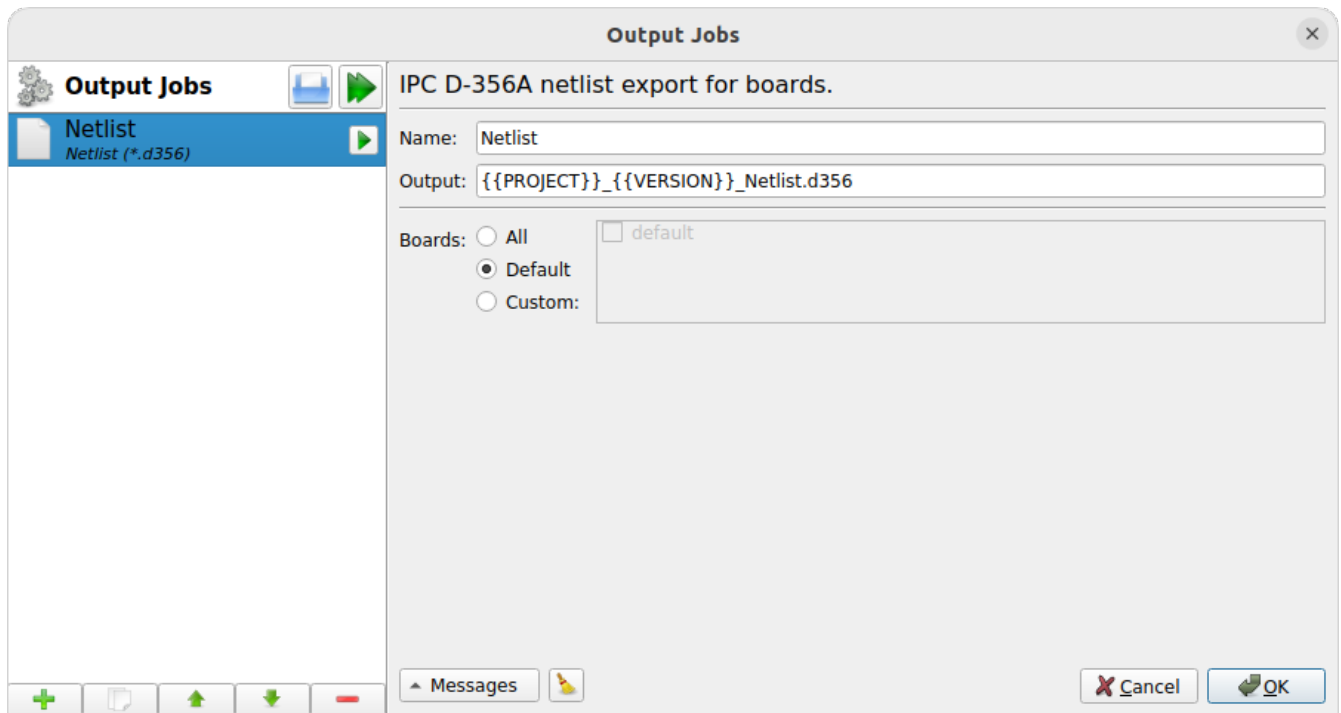 Output Jobs
Output Jobs
Netlist
Netlist (*.d356)
IPC D-356A netlist export for boards.
Name: Netlist
Output: {{PROJECT}}_{{VERSION}}_Netlist.d356
Boards: All
default
Default
Custom:
Messages
Cancel
OK